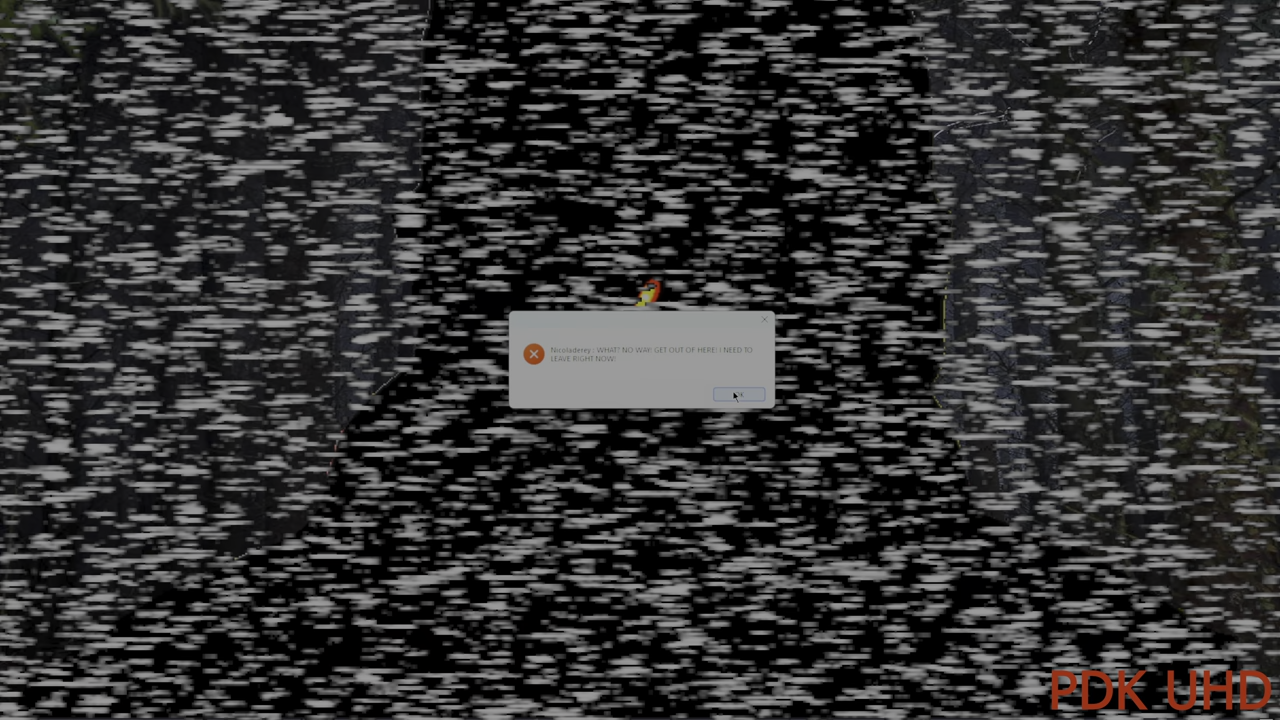 Nicoladerey : WHAT? NO WAY! GET OUT OF HERE! I NEED TO
LEAVE RIGHT NOW!
PDK UHD